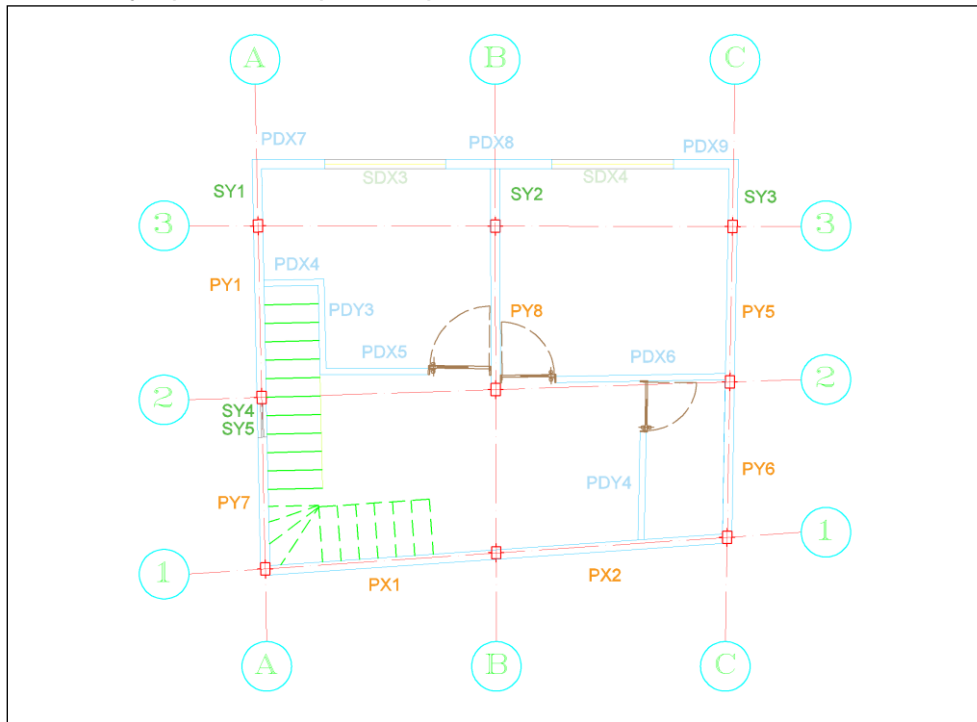 A B C
PDX7 PDX8 PDX9
SDX3 SDX4
SY1 SY2 SY3
3 3
PDX4
PY1 PDY3 PY8 PY5
PDX5 PDX6
2 2
SY4
SY5
PY7 PDY4 PY6
1 1
PX1 PX2
A B C